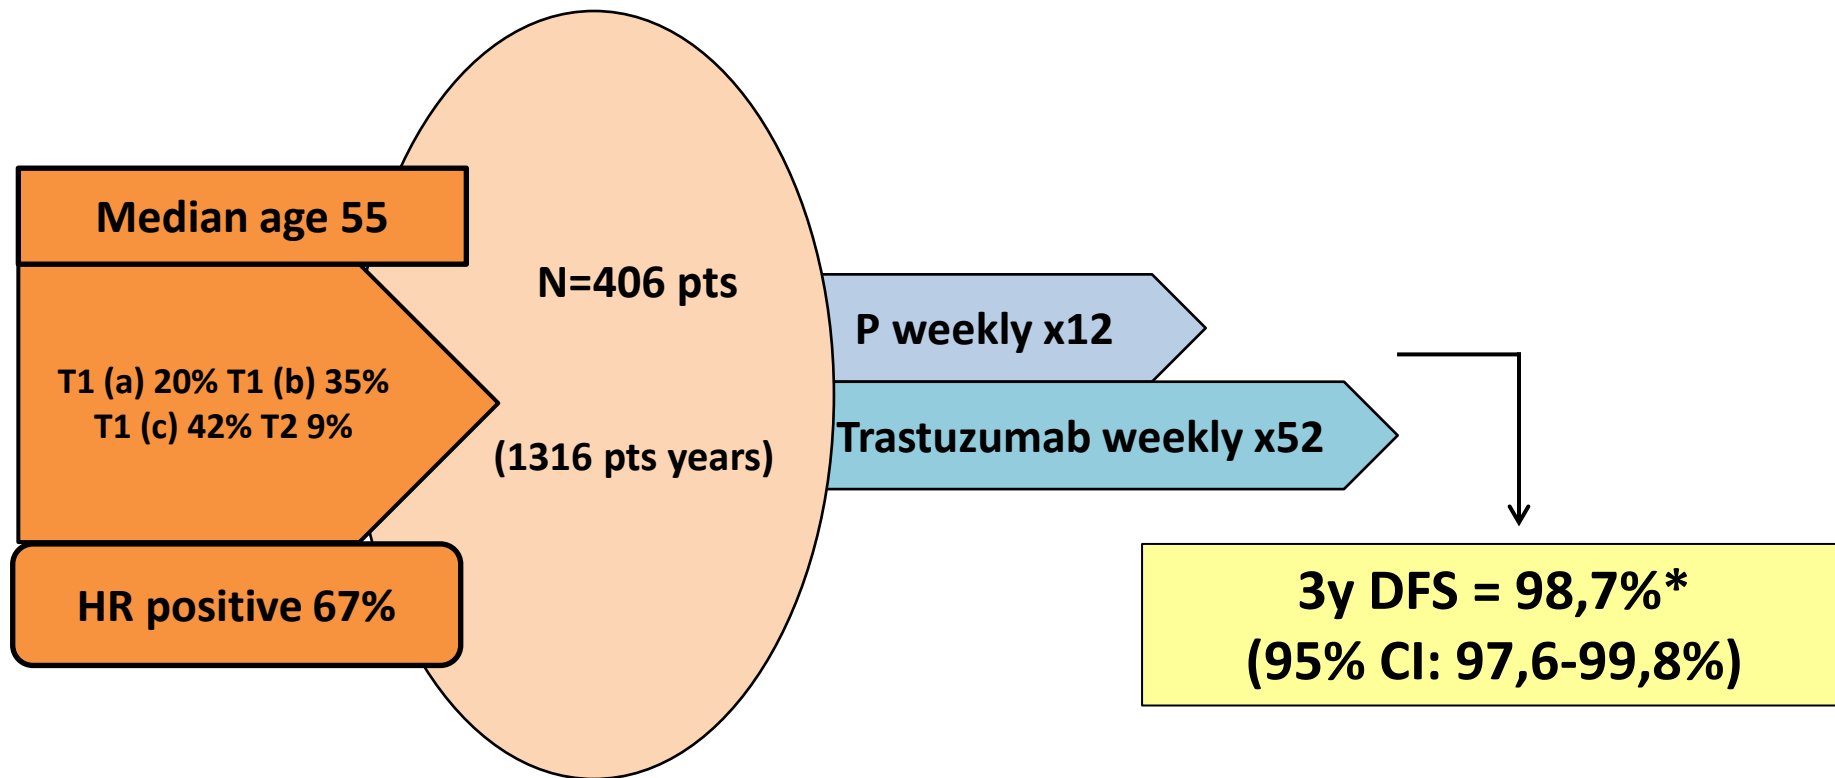 Median age 55
T1 (a) 20% T1 (b) 35%
T1 (c) 42% T2 9%
HR positive 67%
N=406 pts
(1316 pts years)
P weekly x12
Trastuzumab weekly x52
3y DFS = 98,7%*
(95% CI: 97,6-99,8%)